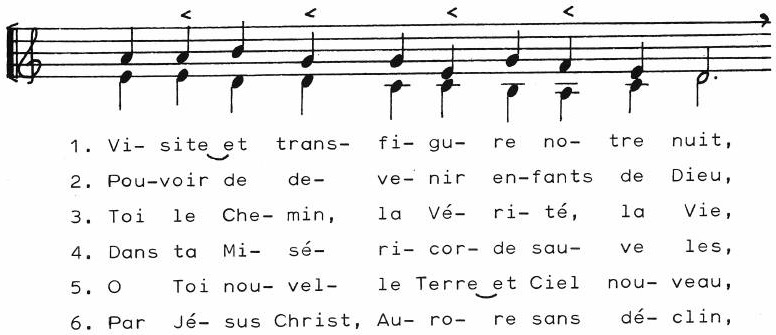 1. Vi- site et trans- fi- gu- re no- tre nuit,
2. Pou-voir de de- ve- nir en-fants de Dieu,
3. Toi le Che- min, la Vé- ri- té, la Vie,
4. Dans ta Mi- sé- ri- cor- de sau- ve les,
5. O Toi nou- vel- le Terre et Ciel nou- veau,
6. Par Jé- sus Christ, Au- ro- re sans dé- clin,